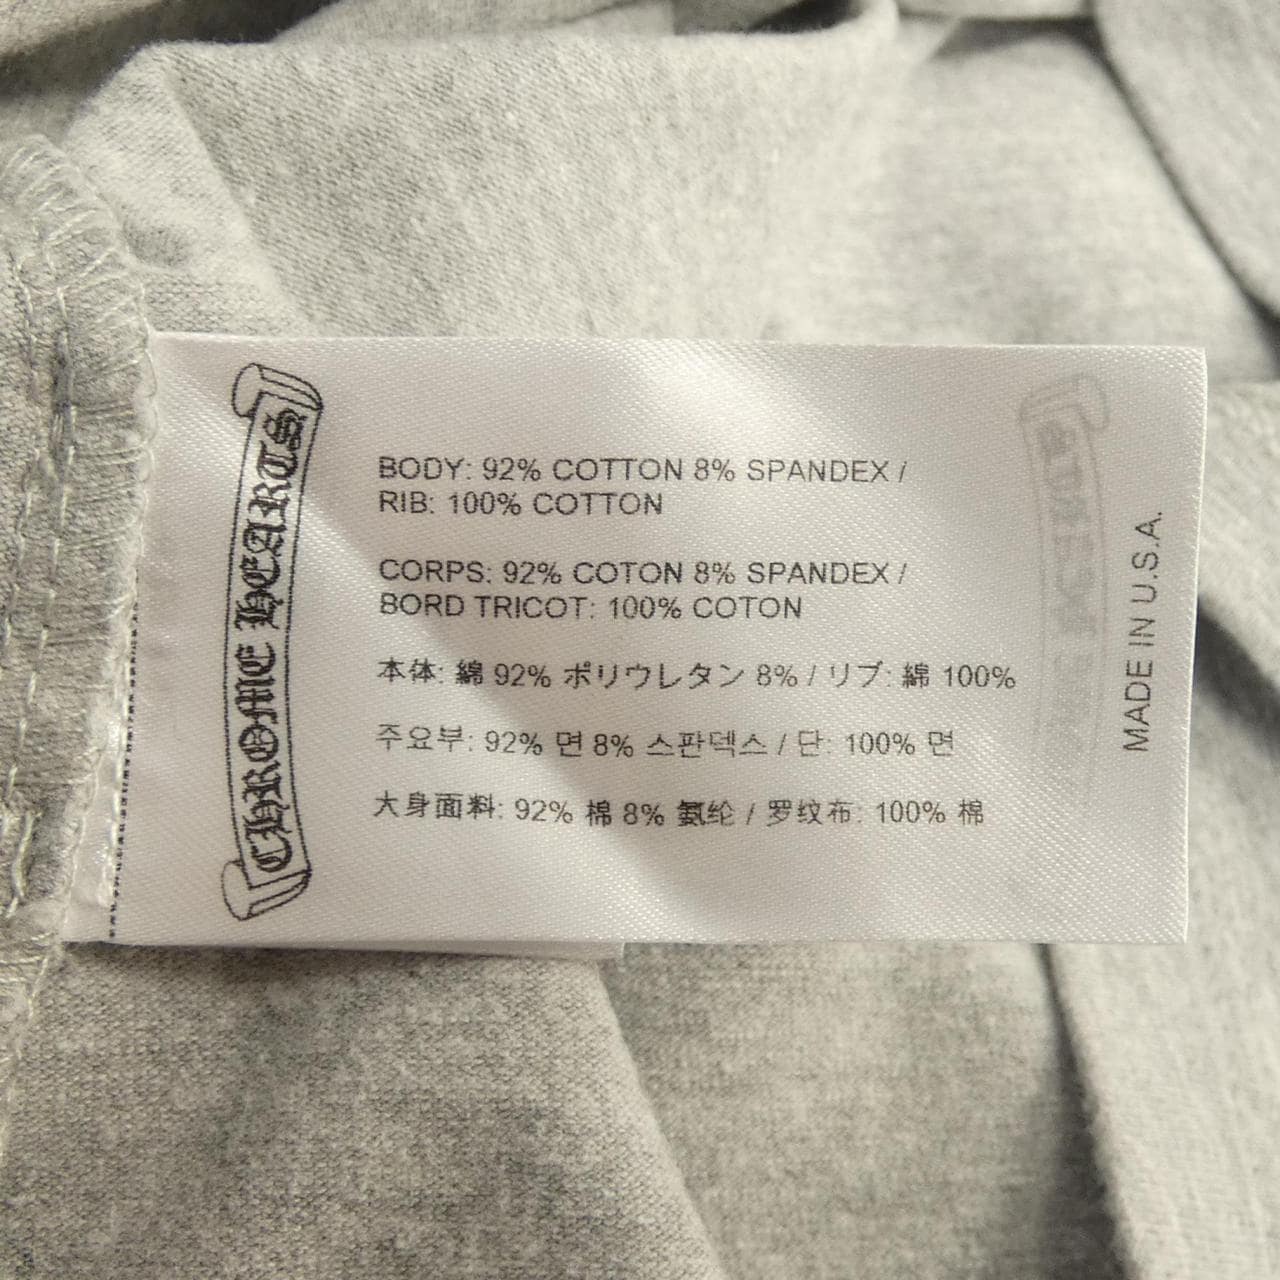 CHROME HEARTS
BODY: 92% COTTON 8% SPANDEX /
RIB: 100% COTTON
CORPS: 92% COTON 8% SPANDEX /
BORD TRICOT: 100% COTON
本体: 綿 92% ポリウレタン 8% / リブ: 綿 100%
주요부: 92% 면 8% 스판덱스 / 단: 100% 면
大身面料: 92% 棉 8% 氨纶 / 罗纹布: 100% 棉
MADE IN U.S.A.